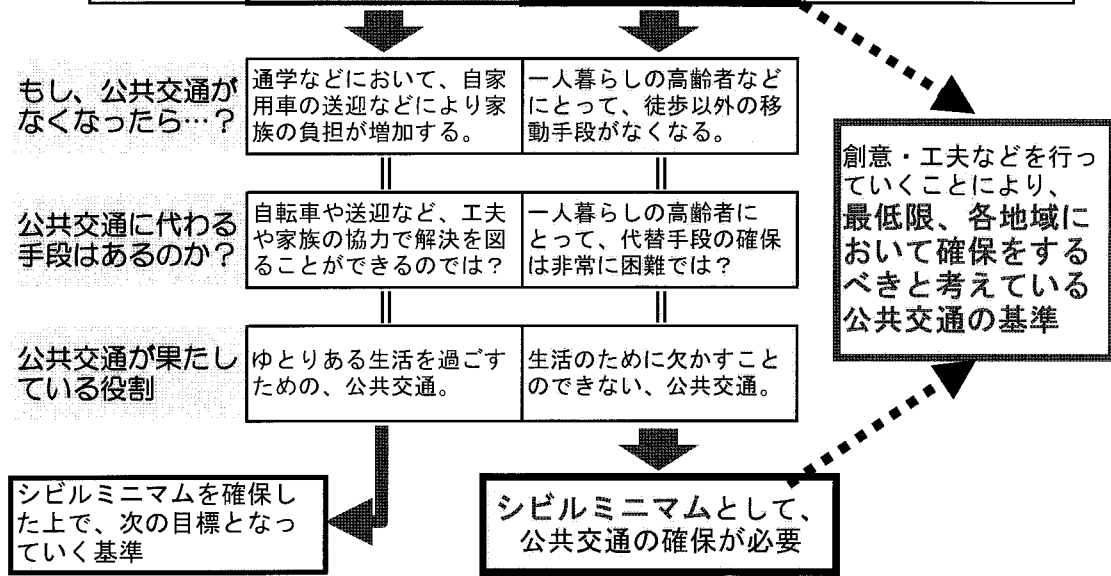 もし、公共交通が
なくなったら…？
通学などにおいて、自家
用車の送迎などにより家
族の負担が増加する。
一人暮らしの高齢者など
にとって、徒歩以外の移
動手段がなくなる。
公共交通に代わる
手段はあるのか？
自転車や送迎など、工夫
や家族の協力で解決を図
ることができるのでは？
一人暮らしの高齢者に
とって、代替手段の確保
は非常に困難では？
公共交通が果たし
ている役割
ゆとりある生活を過ごす
ための、公共交通。
生活のために欠かすこと
のできない、公共交通。
創意・工夫などを行っ
ていくことにより、
最低限、各地域に
おいて確保をする
べきと考えている
公共交通の基準
シビルミニマムを確保し
た上で、次の目標となっ
ていく基準
シビルミニマムとして、
公共交通の確保が必要